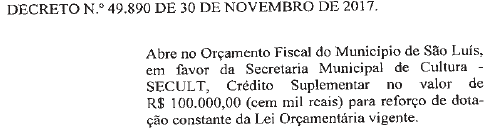 DECRETO N.º 49.890 DE 30 DE NOVEMBRO DE 2017.
Abre no Orçamento Fiscal do Município de São Luís,
em favor da Secretaria Municipal de Cultura -
SECULT, Crédito Suplementar no valor de
R$ 100.000,00 (cem mil reais) para reforço de dota-
ção constante da Lei Orçamentária vigente.